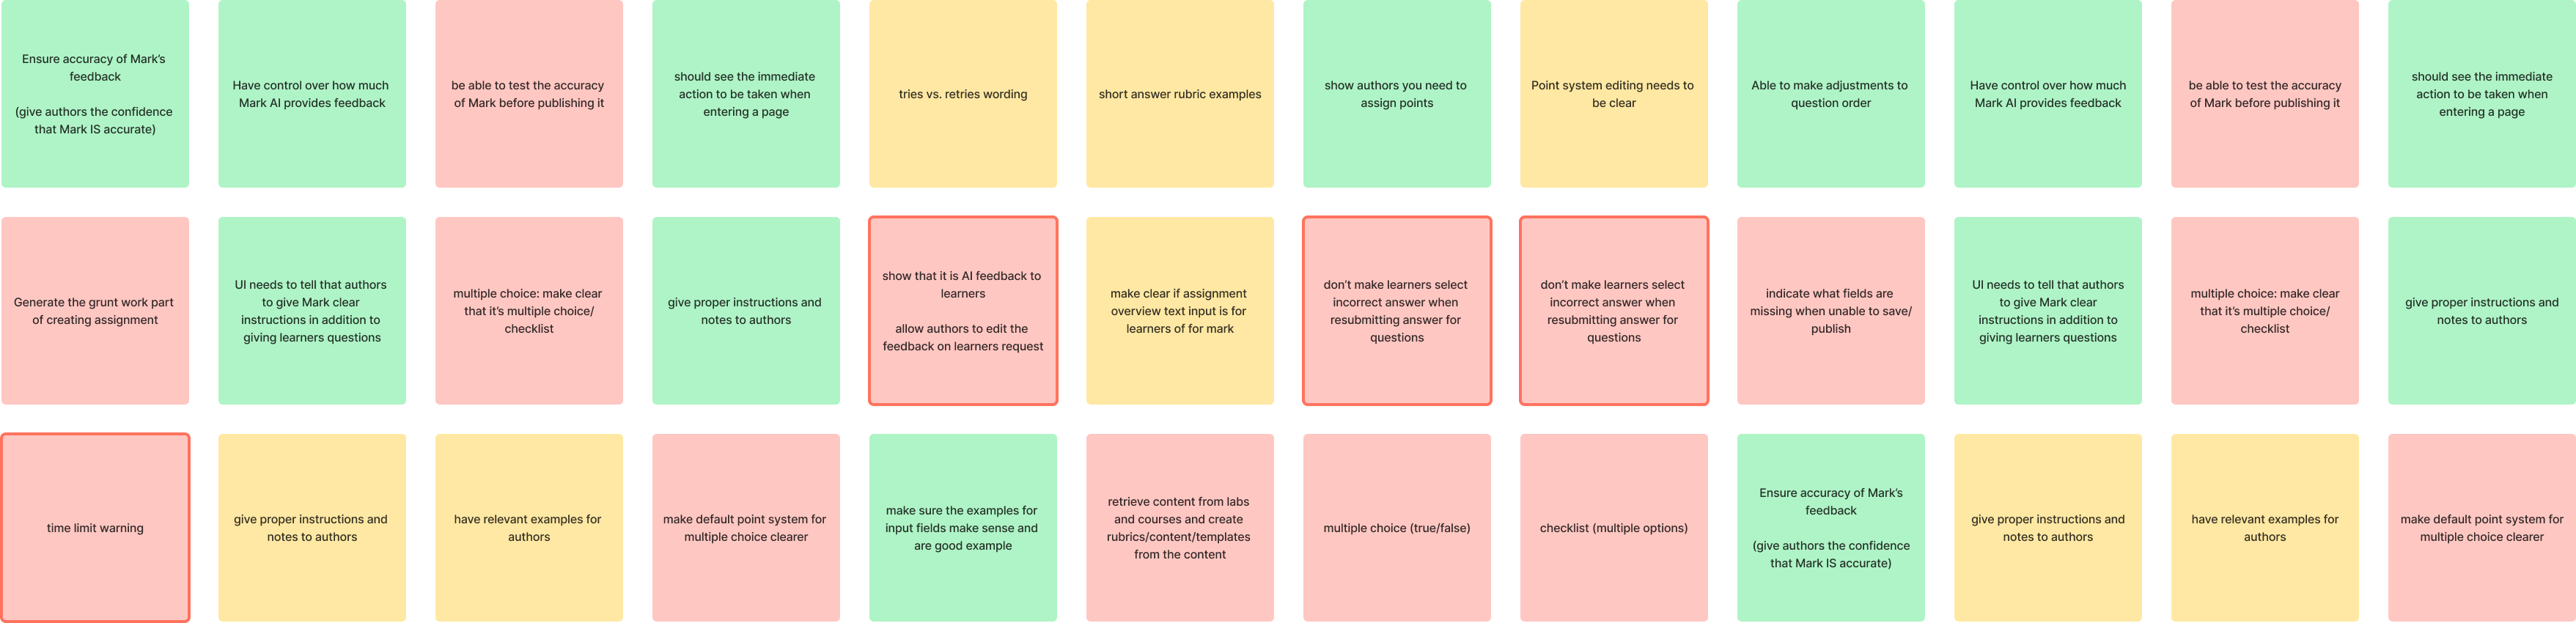 Ensure accuracy of Mark's
feedback
(give authors the confidence
that Mark IS accurate)
Have control over how much
Mark AI provides feedback
be able to test the accuracy
of Mark before publishing it
should see the immediate
action to be taken when
entering a page
tries vs. retries wording
short answer rubric examples
show authors you need to
assign points
Point system editing needs to
be clear
Able to make adjustments to
question order
Have control over how much
Mark AI provides feedback
be able to test the accuracy
of Mark before publishing it
should see the immediate
action to be taken when
entering a page
Generate the grunt work part
of creating assignment
UI needs to tell that authors
to give Mark clear
instructions in addition to
giving learners questions
multiple choice: make clear
that it's multiple choice/
checklist
give proper instructions and
notes to authors
show that it is AI feedback to
learners
allow authors to edit the
feedback on learners request
make clear if assignment
overview text input is for
learners of for mark
don't make learners select
incorrect answer when
resubmitting answer for
questions
don't make learners select
incorrect answer when
resubmitting answer for
questions
indicate what fields are
missing when unable to save/
publish
UI needs to tell that authors
to give Mark clear
instructions in addition to
giving learners questions
multiple choice: make clear
that it's multiple choice/
checklist
give proper instructions and
notes to authors
time limit warning
give proper instructions and
notes to authors
have relevant examples for
authors
make default point system for
multiple choice clearer
make sure the examples for
input fields make sense and
are good example
retrieve content from labs
and courses and create
rubrics/content/templates
from the content
multiple choice (true/false)
checklist (multiple options)
Ensure accuracy of Mark's
feedback
(give authors the confidence
that Mark IS accurate)
give proper instructions and
notes to authors
have relevant examples for
authors
make default point system for
multiple choice clearer